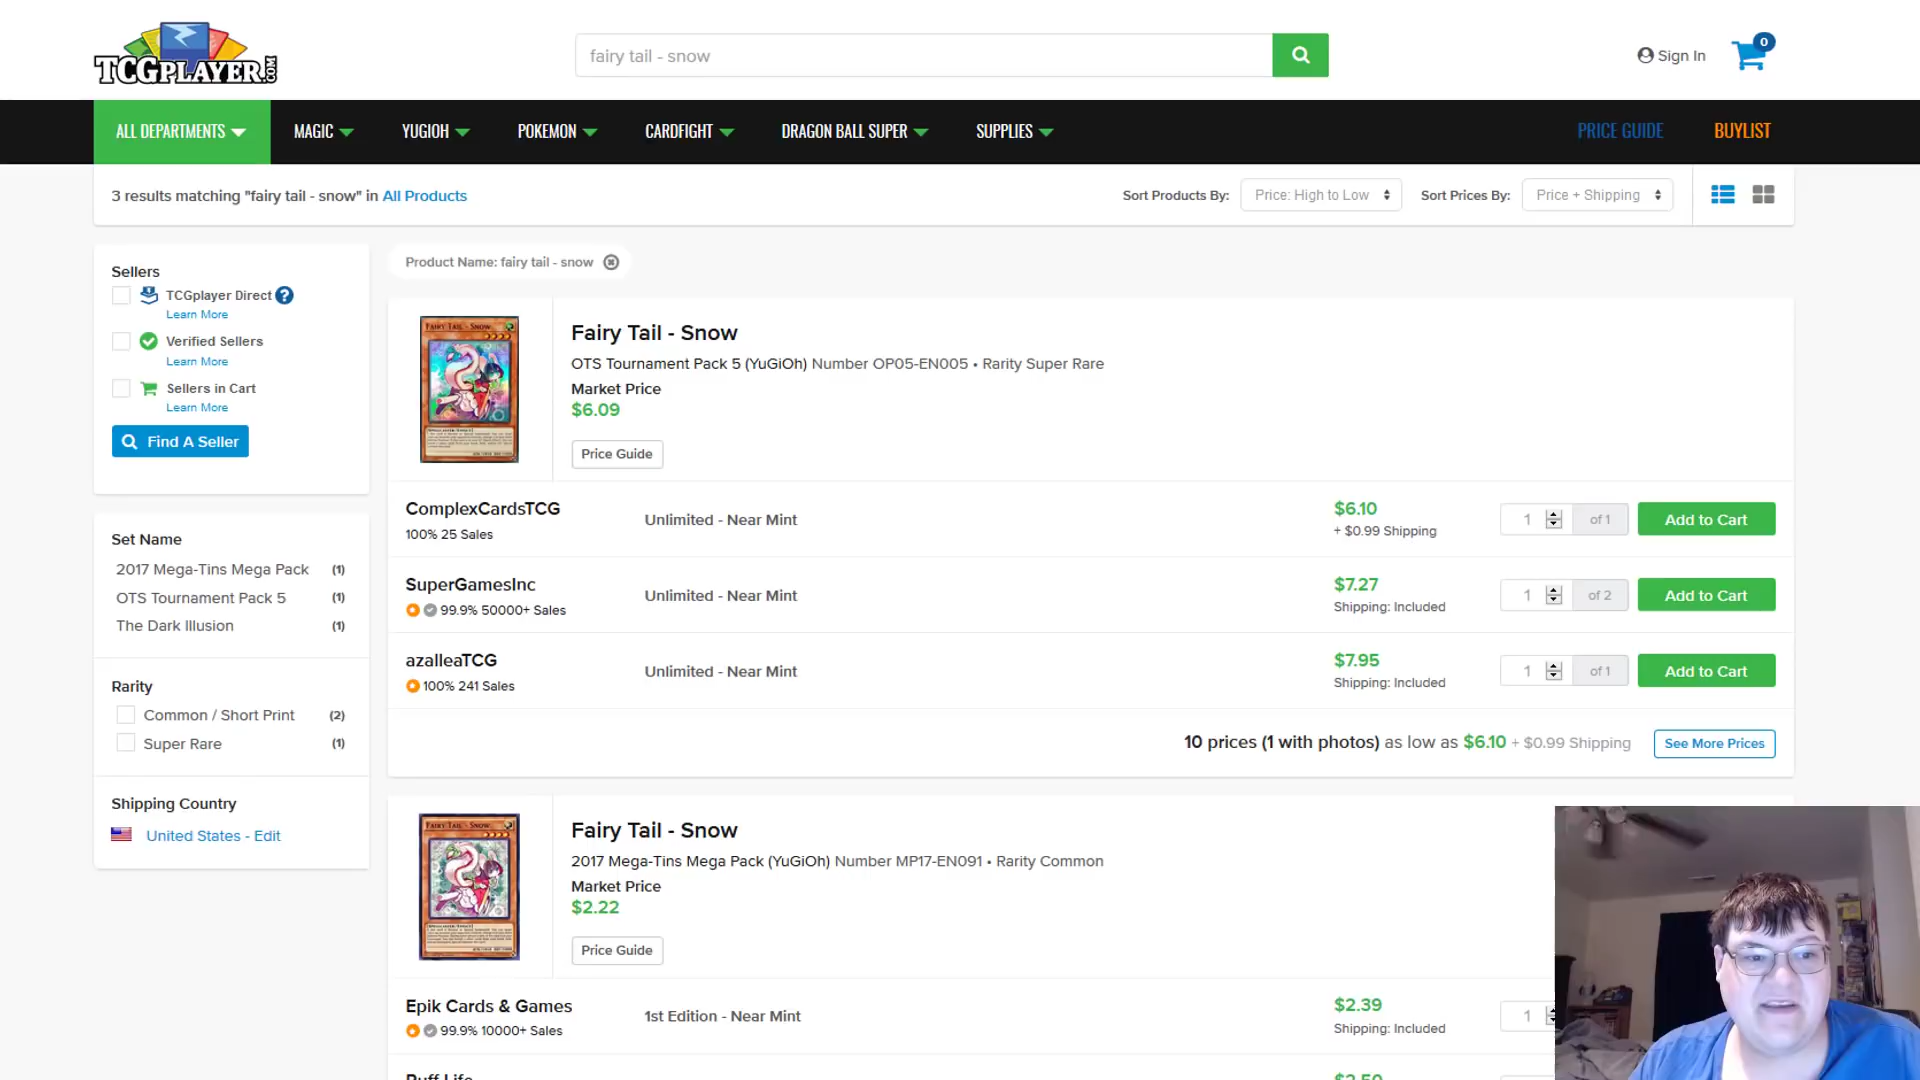 TCGPLAYER.COM
fairy tail - snow
Sign In
0
ALL DEPARTMENTS
MAGIC
YUGIOH
POKEMON
CARDFIGHT
DRAGON BALL SUPER
SUPPLIES
PRICE GUIDE
BUYLIST
3 results matching "fairy tail - snow" in All Products
Sort Products By:
Price: High to Low
Sort Prices By:
Price + Shipping
Sellers
TCGplayer Direct ?
Learn More
Verified Sellers
Learn More
Sellers in Cart
Learn More
Find A Seller
Set Name
2017 Mega-Tins Mega Pack (1)
OTS Tournament Pack 5 (1)
The Dark Illusion (1)
Rarity
Common / Short Print (2)
Super Rare (1)
Shipping Country
United States - Edit
Product Name: fairy tail - snow
FAIRY TAIL - SNOW
Fairy Tail - Snow
OTS Tournament Pack 5 (YuGiOh) Number OP05-EN005 • Rarity Super Rare
Market Price
$6.09
Price Guide
ComplexCardsTCG
100% 25 Sales
Unlimited - Near Mint
$6.10
+ $0.99 Shipping
1 of 1
Add to Cart
SuperGamesInc
99.9% 50000+ Sales
Unlimited - Near Mint
$7.27
Shipping: Included
1 of 2
Add to Cart
azalleaTCG
100% 241 Sales
Unlimited - Near Mint
$7.95
Shipping: Included
1 of 1
Add to Cart
10 prices (1 with photos) as low as $6.10 + $0.99 Shipping
See More Prices
FAIRY TAIL - SNOW
Fairy Tail - Snow
2017 Mega-Tins Mega Pack (YuGiOh) Number MP17-EN091 • Rarity Common
Market Price
$2.22
Price Guide
Epik Cards & Games
99.9% 10000+ Sales
1st Edition - Near Mint
$2.39
Shipping: Included
1